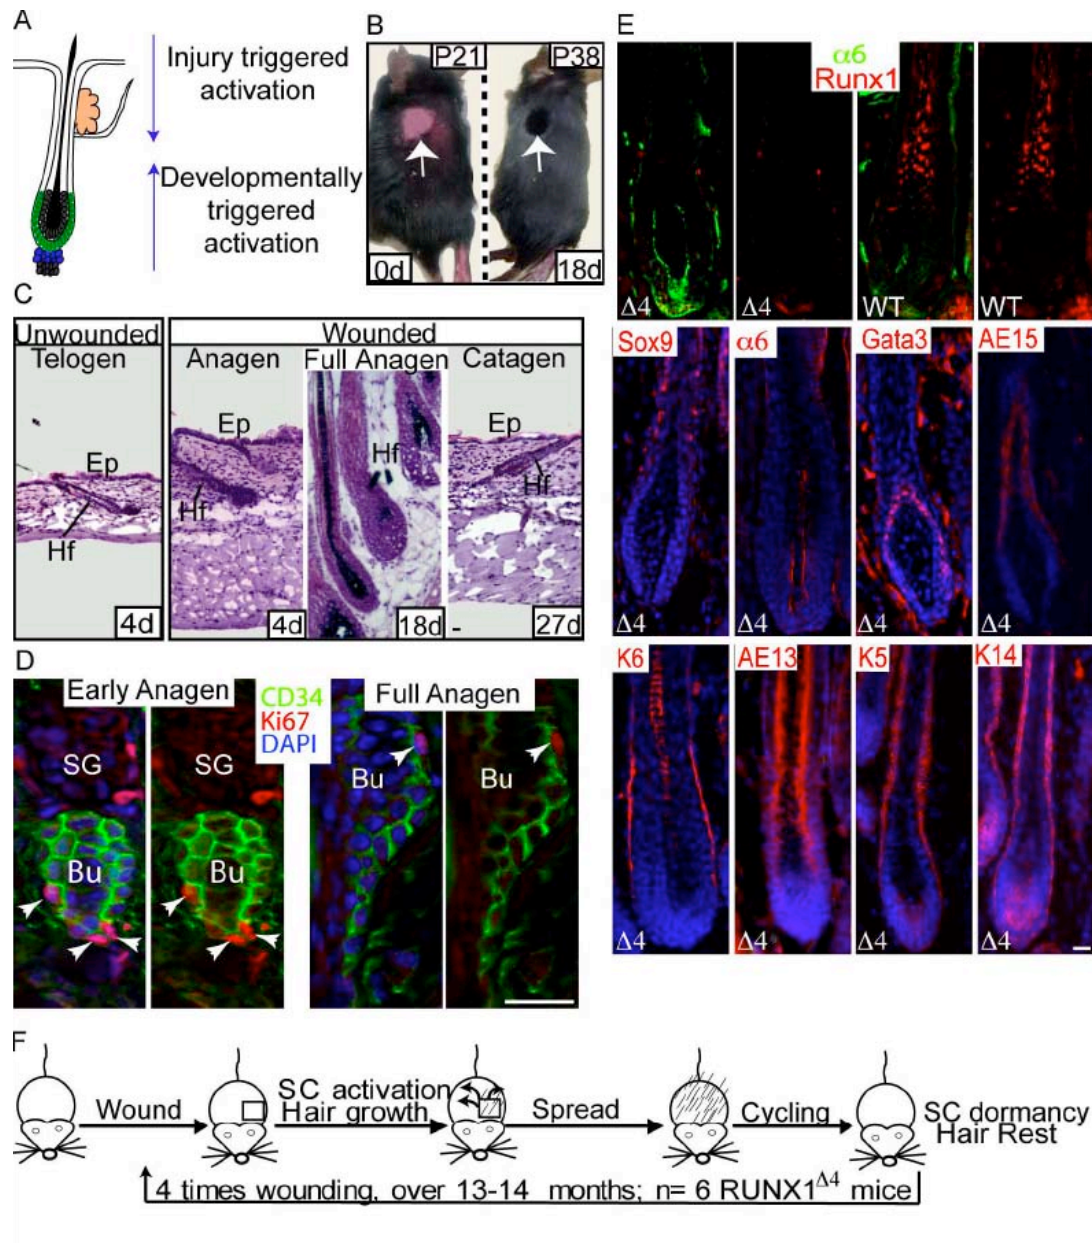 A
Injury triggered
activation
Developmentally
triggered
activation
B
P21
P38
0d
18d
C
Unwounded
Wounded
Telogen
Anagen
Full Anagen
Catagen
Ep
Hf
4d
Ep
Hf
4d
Hf
18d
Ep
Hf
-
27d
D
Early Anagen
CD34
Ki67
DAPI
Full Anagen
SG
SG
Bu
Bu
Bu
Bu
E
α6
Runx1
Δ4
Δ4
WT
WT
Sox9
α6
Gata3
AE15
Δ4
Δ4
Δ4
Δ4
K6
AE13
K5
K14
Δ4
Δ4
Δ4
Δ4
F
Wound
SC activation
Hair growth
Spread
Cycling
SC dormancy
Hair Rest
4 times wounding, over 13-14 months; n= 6 RUNX1Δ4 mice